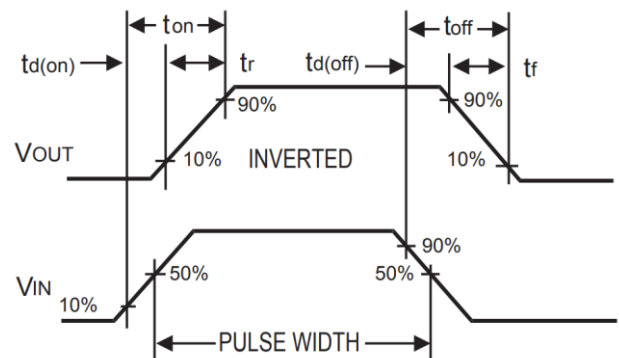 ton
toff
td(on)
tr
td(off)
tf
90%
90%
VOUT
10%
INVERTED
10%
90%
VIN
50%
50%
10%
PULSE WIDTH